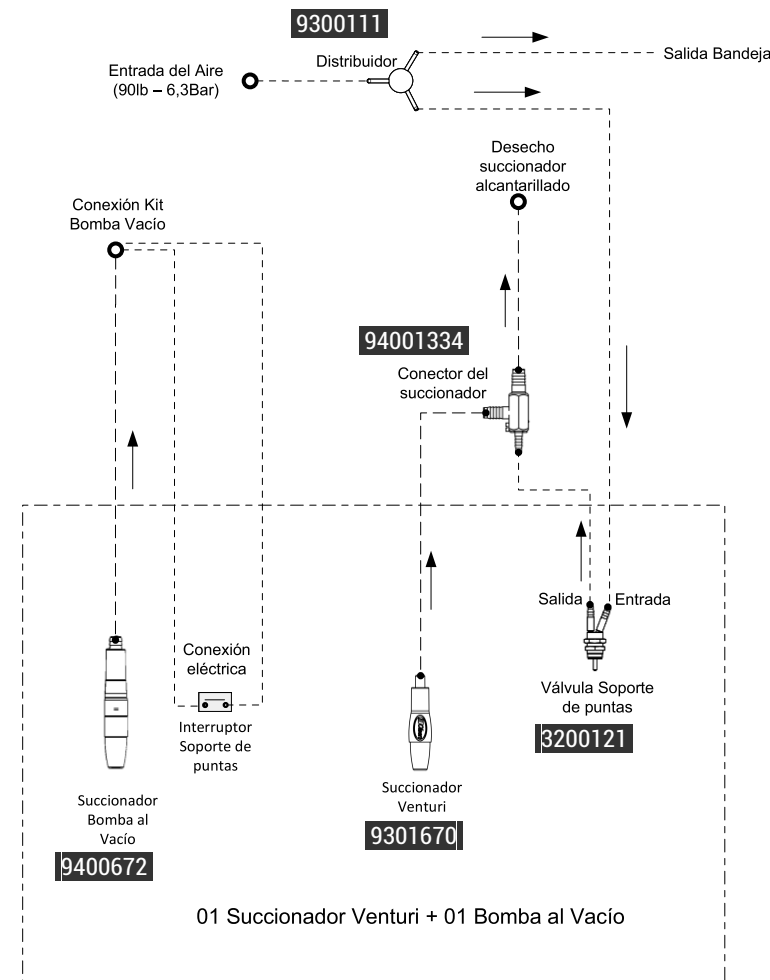 9300111
Distribuidor
Salida Bandeja
Entrada del Aire
(90lb – 6,3Bar)
Desecho
succionador
alcantarillado
Conexión Kit
Bomba Vacío
94001334
Conector del
succionador
Salida
Entrada
Conexión
eléctrica
Válvula Soporte
de puntas
3200121
Interruptor
Soporte de
puntas
Succionador
Bomba al
Vacío
9400672
Succionador
Venturi
9301670
01 Succionador Venturi + 01 Bomba al Vacío